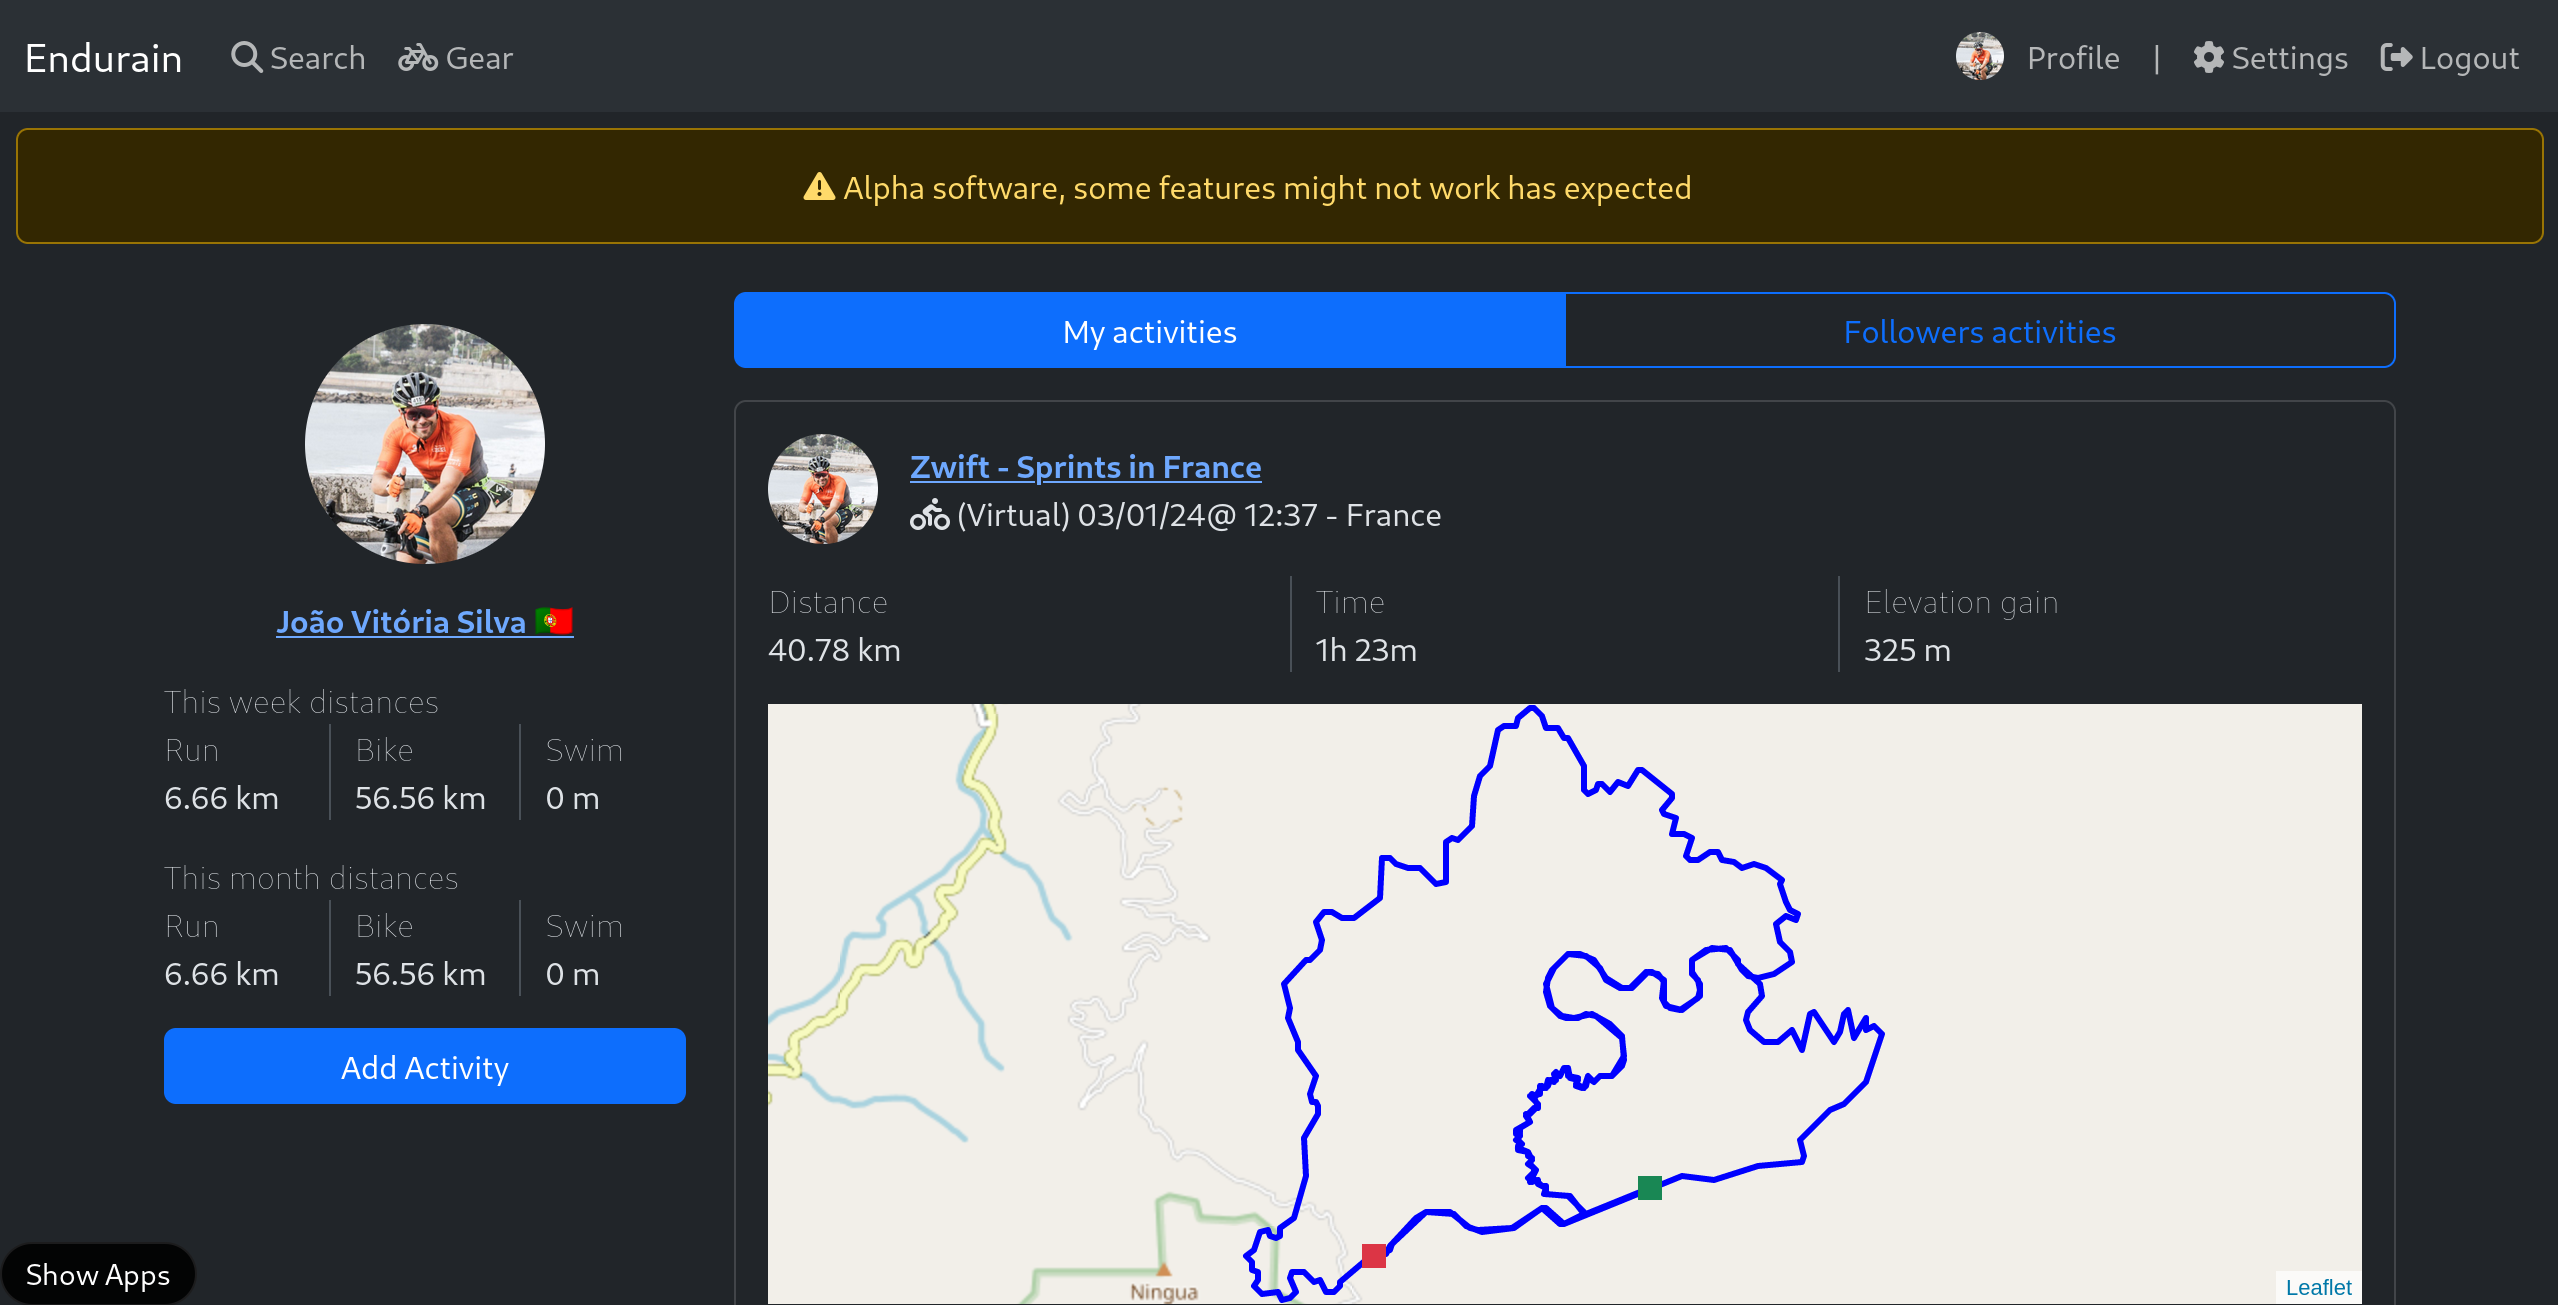 Endurain Search Gear Profile | Settings Logout
Alpha software, some features might not work has expected
My activities Followers activities
João Vitória Silva 🇵🇹
This week distances
Run Bike Swim
6.66 km 56.56 km 0 m
This month distances
Run Bike Swim
6.66 km 56.56 km 0 m
Add Activity
Zwift - Sprints in France
(Virtual) 03/01/24@ 12:37 - France
Distance Time Elevation gain
40.78 km 1h 23m 325 m
Ningua
Leaflet
Show Apps